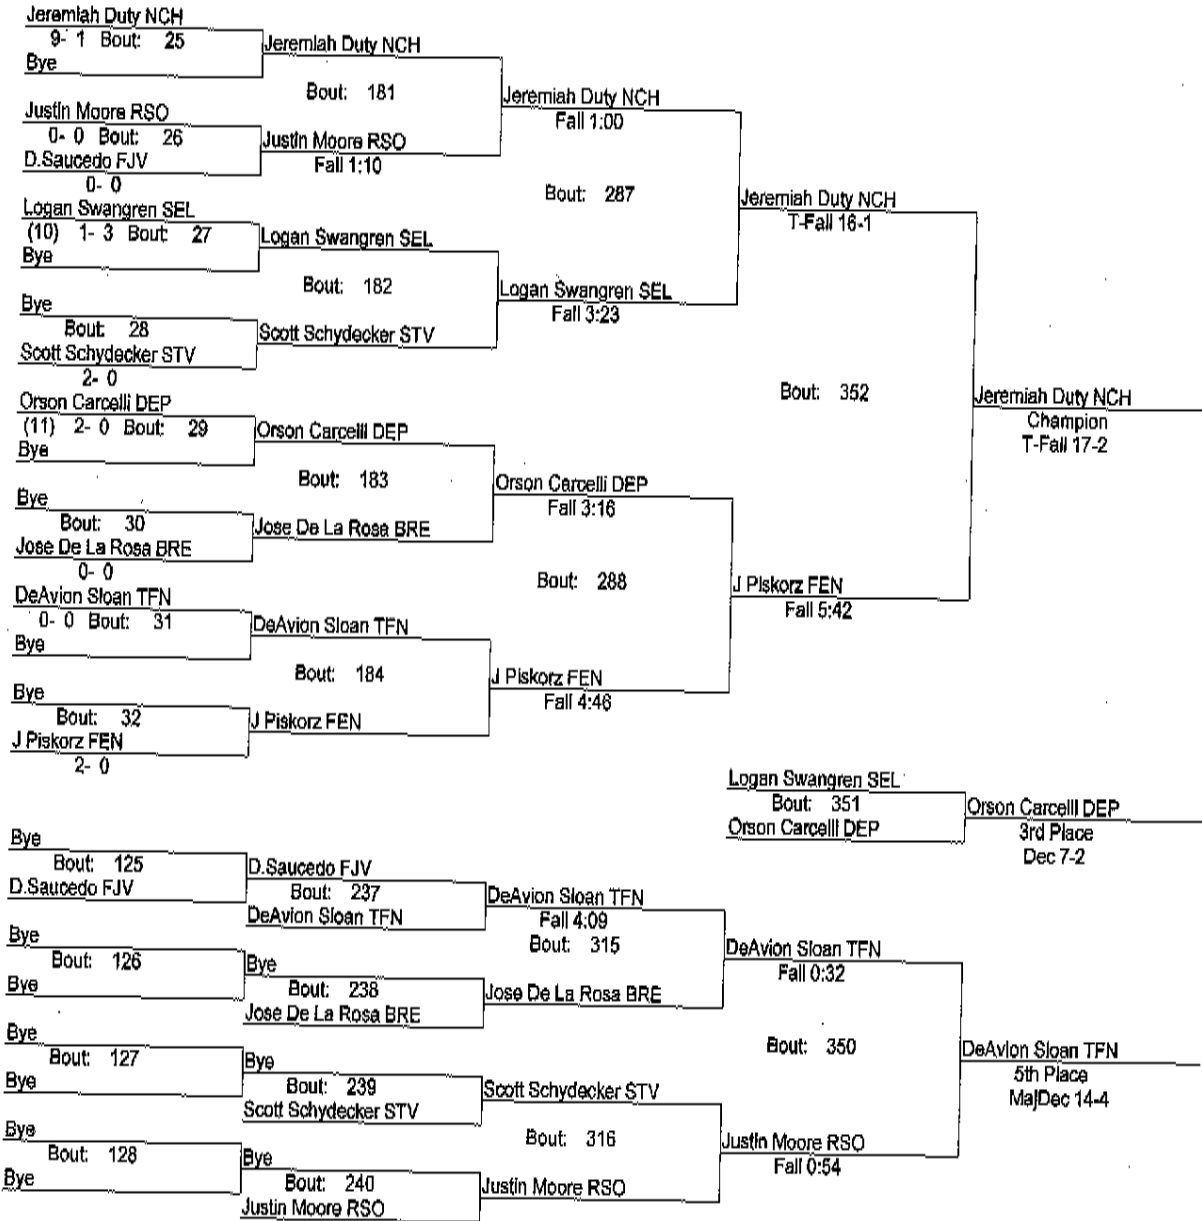 Jeremiah Duty NCH
9- 1 Bout: 25
Bye
Jeremiah Duty NCH
Bout: 181
Justin Moore RSO
0- 0 Bout: 26
D.Saucedo FJV
0- 0
Justin Moore RSO
Fall 1:10
Jeremiah Duty NCH
Fall 1:00
Bout: 287
Logan Swangren SEL
(10) 1- 3 Bout: 27
Bye
Logan Swangren SEL
Bout: 182
Bye
Bout: 28
Scott Schydecker STV
2- 0
Scott Schydecker STV
Logan Swangren SEL
Fall 3:23
Jeremiah Duty NCH
T-Fall 16-1
Bout: 352
Jeremiah Duty NCH
Champion
T-Fall 17-2
Orson Carcelli DEP
(11) 2- 0 Bout: 29
Bye
Orson Carcelli DEP
Bout: 183
Bye
Bout: 30
Jose De La Rosa BRE
0- 0
Jose De La Rosa BRE
Orson Carcelli DEP
Fall 3:16
Bout: 288
DeAvion Sloan TFN
0- 0 Bout: 31
Bye
DeAvion Sloan TFN
Bout: 184
Bye
Bout: 32
J Piskorz FEN
2- 0
J Piskorz FEN
J Piskorz FEN
Fall 4:46
J Piskorz FEN
Fall 5:42
Logan Swangren SEL
Bout: 351
Orson Carcelli DEP
Orson Carcelli DEP
3rd Place
Dec 7-2
Bye
Bout: 125
D.Saucedo FJV
D.Saucedo FJV
Bout: 237
DeAvion Sloan TFN
DeAvion Sloan TFN
Fall 4:09
Bout: 315
Bye
Bout: 126
Bye
Bye
Bout: 238
Jose De La Rosa BRE
Jose De La Rosa BRE
DeAvion Sloan TFN
Fall 0:32
Bout: 350
Bye
Bout: 127
Bye
Bye
Bout: 239
Scott Schydecker STV
Scott Schydecker STV
Bout: 316
Bye
Bout: 128
Bye
Bye
Bout: 240
Justin Moore RSO
Justin Moore RSO
Justin Moore RSO
Fall 0:54
DeAvion Sloan TFN
5th Place
MajDec 14-4